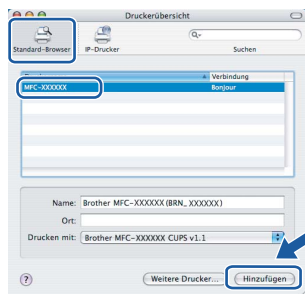 Druckerübersicht
Standard-Browser IP-Drucker Suchen
Verbindung
MFC-XXXXXX Bonjour
Name: Brother MFC-XXXXXX (BRN_XXXXXX)
Ort:
Drucken mit: Brother MFC-XXXXXX CUPS v1.1
? Weitere Drucker... Hinzufügen